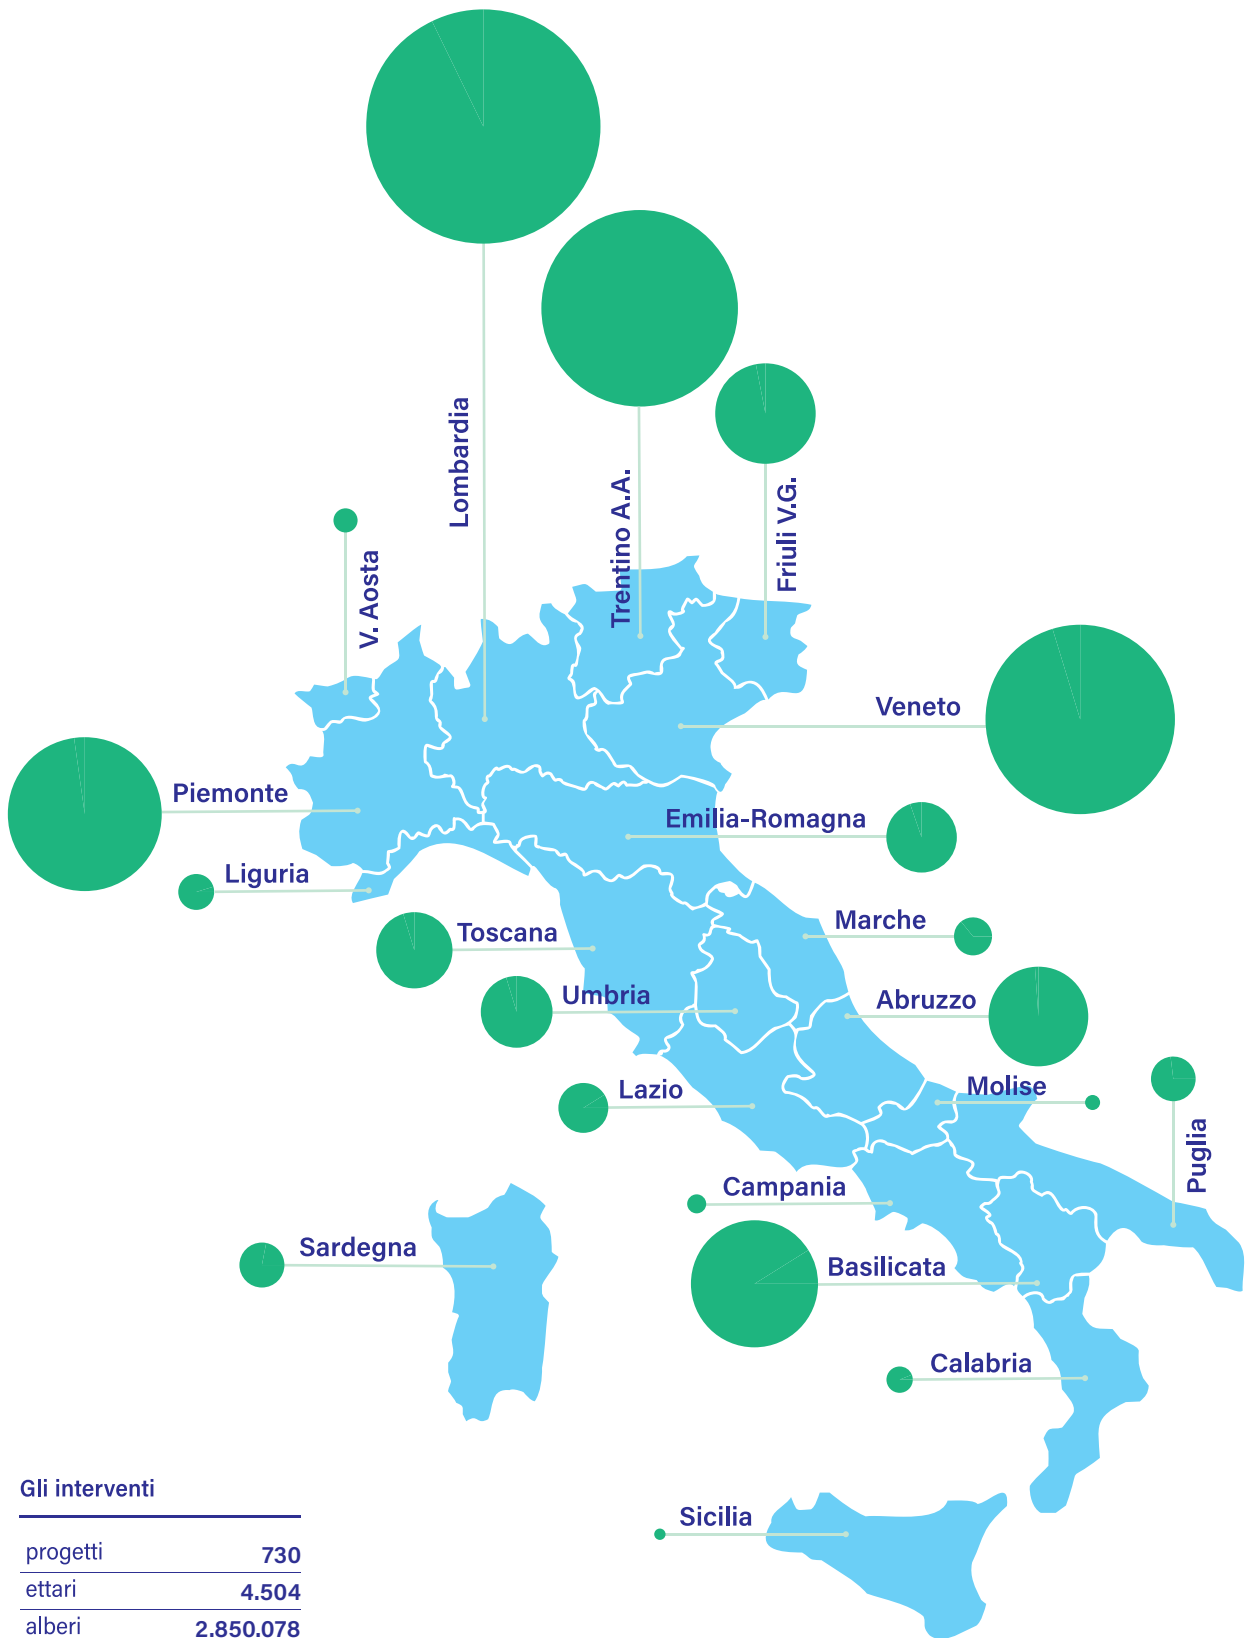 Lombardia
Trentino A.A.
Friuli V.G.
V. Aosta
Veneto
Piemonte
Emilia-Romagna
Liguria
Marche
Toscana
Umbria
Abruzzo
Lazio
Molise
Puglia
Campania
Sardegna
Basilicata
Calabria
Gli interventi
Sicilia
progetti 730
ettari 4.504
alberi 2.850.078